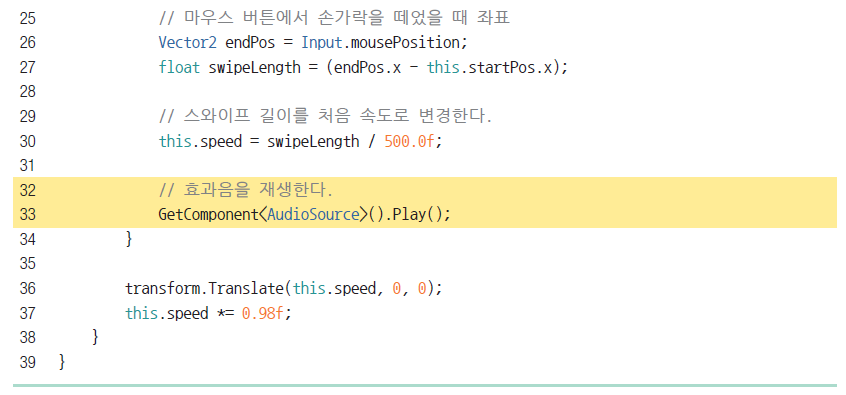 25 // 마우스 버튼에서 손가락을 떼었을 때 좌표
26 Vector2 endPos = Input.mousePosition;
27 float swipeLength = (endPos.x - this.startPos.x);
28
29 // 스와이프 길이를 처음 속도로 변경한다.
30 this.speed = swipeLength / 500.0f;
31
32 // 효과음을 재생한다.
33 GetComponent<AudioSource>().Play();
34 }
35
36 transform.Translate(this.speed, 0, 0);
37 this.speed *= 0.98f;
38 }
39 }